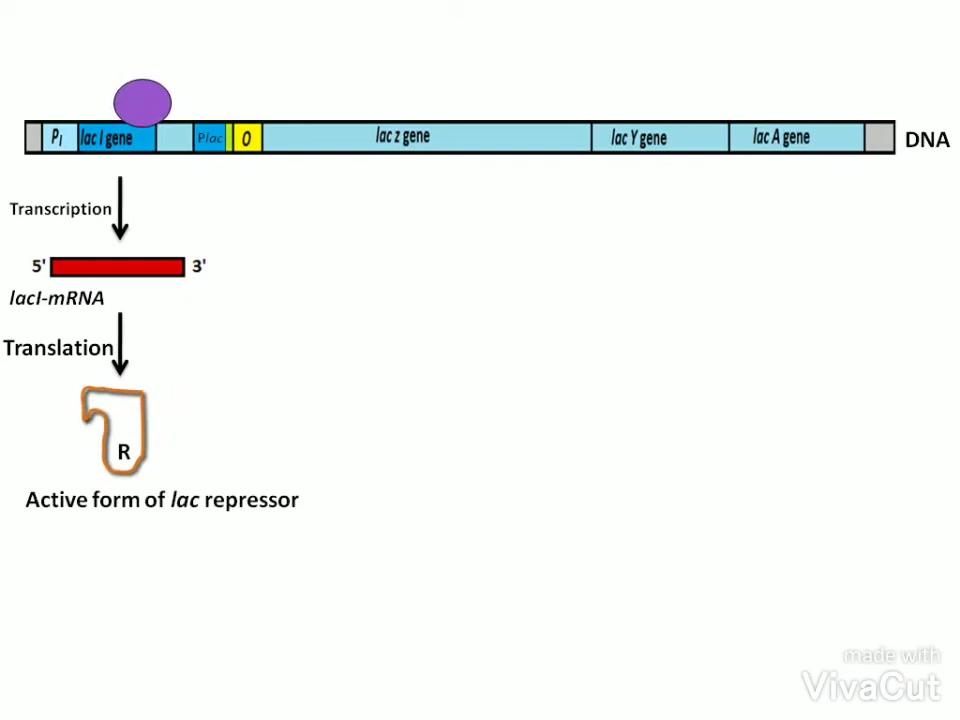 P_I lac I gene Plac O lac z gene lac Y gene lac A gene DNA
Transcription
5' 3'
lacI-mRNA
Translation
R
Active form of lac repressor
made with
VivaCut